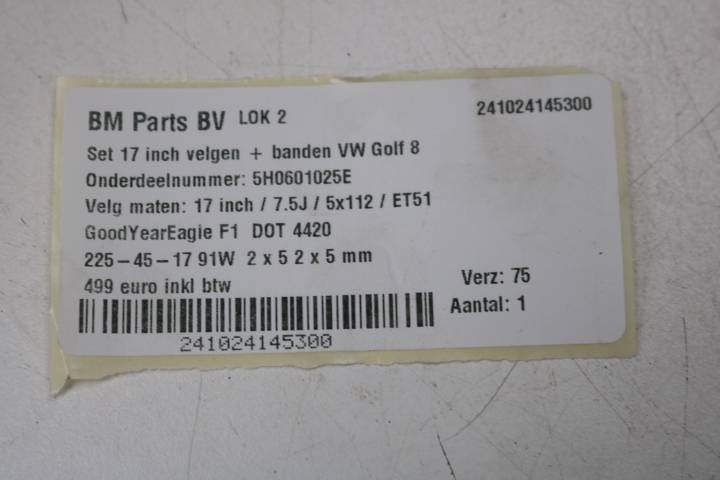 BM Parts BV LOK 2 241024145300
Set 17 inch velgen + banden VW Golf 8
Onderdeelnummer: 5H0601025E
Velg maten: 17 inch / 7.5J / 5x112 / ET51
GoodYearEagie F1 DOT 4420
225-45-17 91W 2 x 5 2 x 5 mm
499 euro inkl btw Verz: 75
Aantal: 1
241024145300